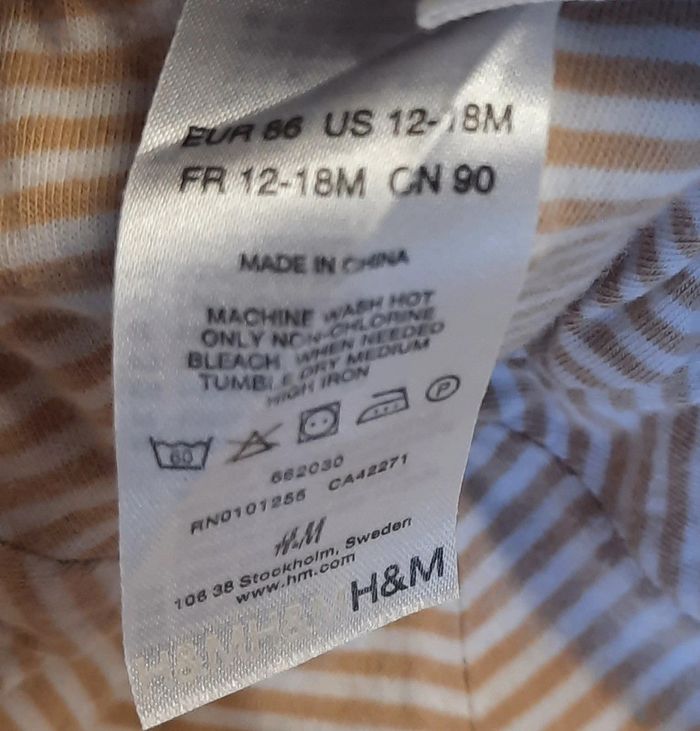 EUR 86 US 12-18M
FR 12-18M CN 90
MADE IN CHINA
MACHINE WASH HOT
ONLY NON-CHLORINE
BLEACH WHEN NEEDED
TUMBLE DRY MEDIUM
HIGH IRON
60 P
662030
RN0101255 CA42271
H&M
106 38 Stockholm, Sweden
www.hm.com
H&M H&M H&M